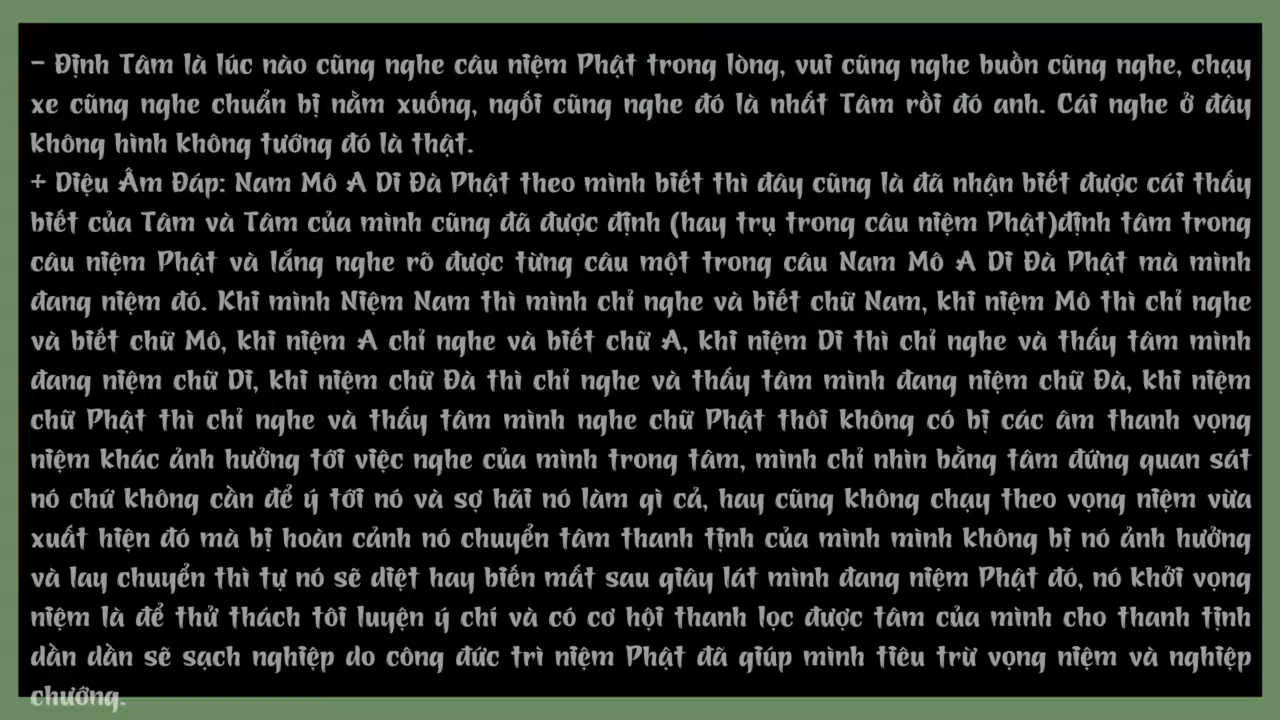 – Định Tâm là lúc nào cũng nghe câu niệm Phật trong lòng, vui cũng nghe buồn cũng nghe, chạy
xe cũng nghe chuẩn bị nằm xuống, ngối cũng nghe đó là nhất Tâm rồi đó anh. Cái nghe ở đây
không hình không tướng đó là thật.
+ Diệu Âm Đáp: Nam Mô A Di Đà Phật theo mình biết thì đây cũng là đã nhận biết được cái thấy
biết của Tâm và Tâm của mình cũng đã được định (hay trụ trong câu niệm Phật)định tâm trong
câu niệm Phật và lắng nghe rõ được từng câu một trong câu Nam Mô A Di Đà Phật mà mình
đang niệm đó. Khi mình Niệm Nam thì mình chỉ nghe và biết chữ Nam, khi niệm Mô thì chỉ nghe
và biết chữ Mô, khi niệm A chỉ nghe và biết chữ A, khi niệm Di thì chỉ nghe và thấy tâm mình
đang niệm chữ Di, khi niệm chữ Đà thì chỉ nghe và thấy tâm mình đang niệm chữ Đà, khi niệm
chữ Phật thì chỉ nghe và thấy tâm mình nghe chữ Phật thôi không có bị các âm thanh vọng
niệm khác ảnh hưởng tới việc nghe của mình trong tâm, mình chỉ nhìn bằng tâm đứng quan sát
nó chứ không cần để ý tới nó và sợ hãi nó làm gì cả, hay cũng không chạy theo vọng niệm vừa
xuất hiện đó mà bị hoàn cảnh nó chuyển tâm thanh tịnh của mình mình không bị nó ảnh hưởng
và lay chuyển thì tự nó sẽ diệt hay biến mất sau giây lát mình đang niệm Phật đó, nó khởi vọng
niệm là để thử thách tôi luyện ý chí và có cơ hội thanh lọc được tâm của mình cho thanh tịnh
dần dần sẽ sạch nghiệp do công đức trì niệm Phật đã giúp mình tiêu trừ vọng niệm và nghiệp
chướng.